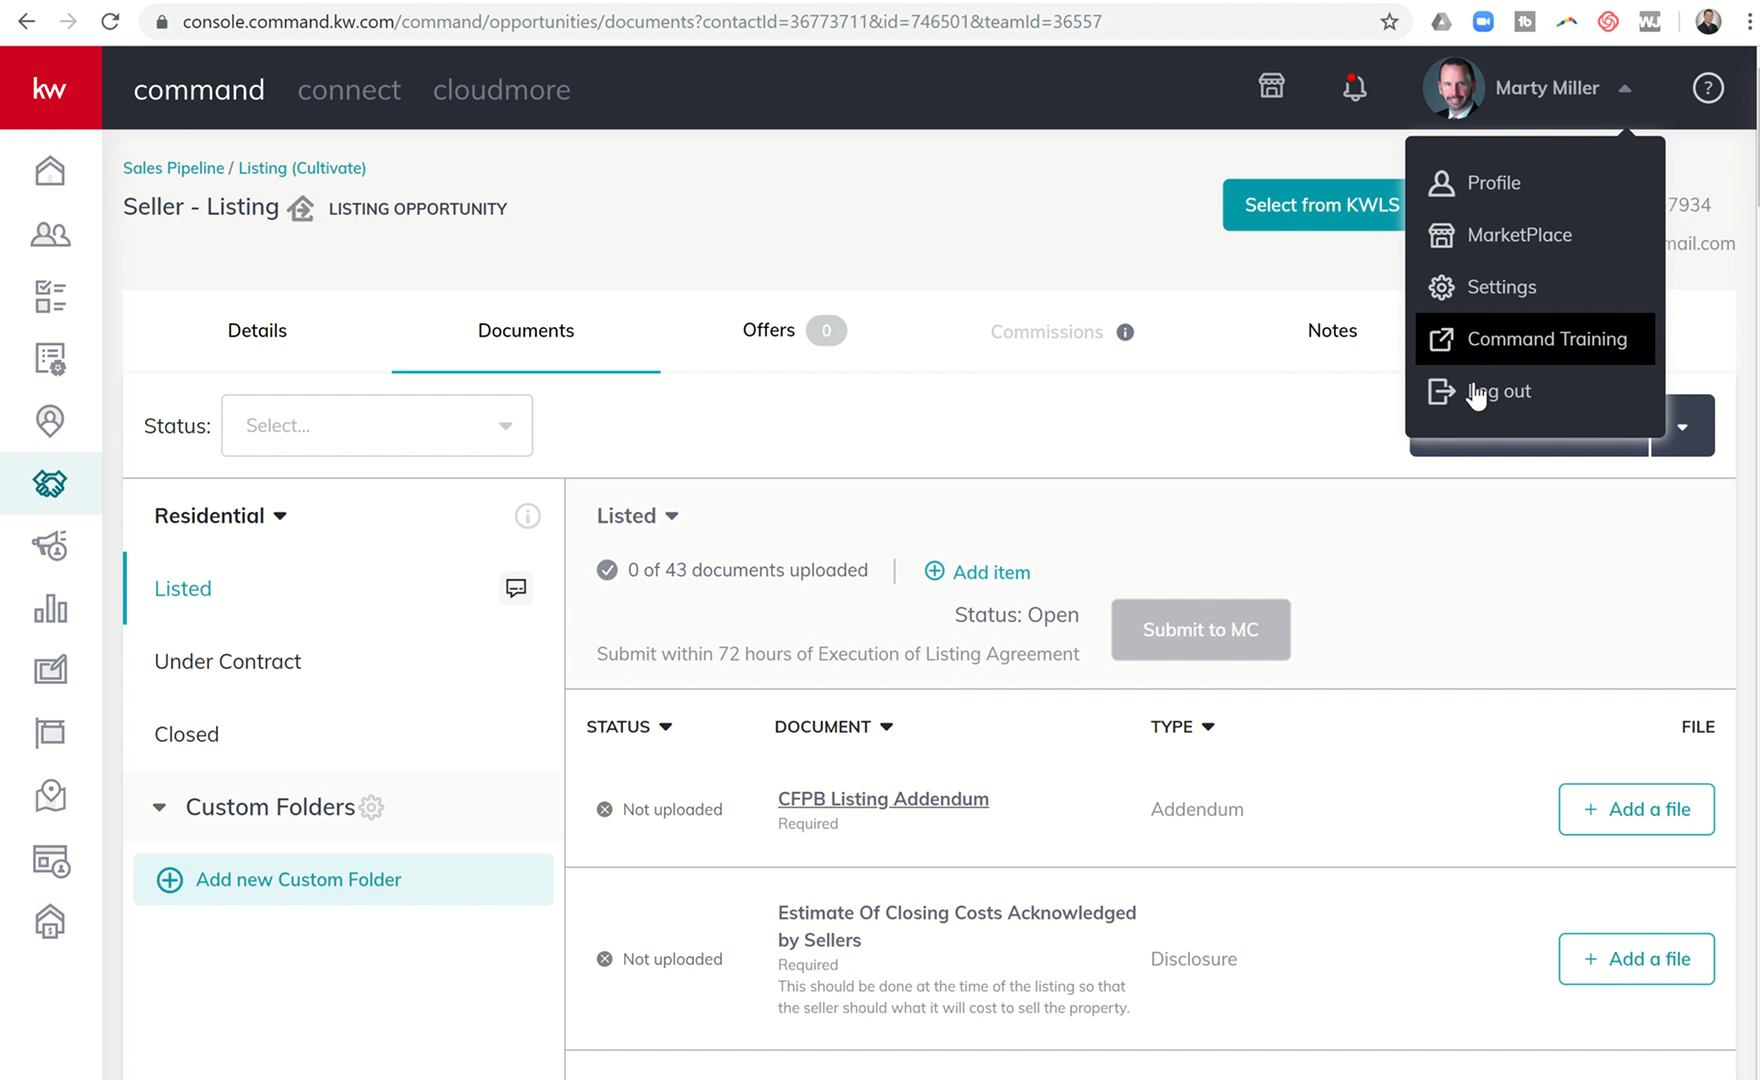 console.command.kw.com/command/opportunities/documents?contactId=36773711&id=746501&teamId=36557
kw
command
connect
cloudmore
Marty Miller
Sales Pipeline / Listing (Cultivate)
Seller - Listing
LISTING OPPORTUNITY
Select from KWLS
7934
mail.com
Profile
MarketPlace
Settings
Command Training
Log out
Details
Documents
Offers 0
Commissions
Notes
Status: Select...
Residential
Listed
Under Contract
Closed
Custom Folders
Add new Custom Folder
Listed
0 of 43 documents uploaded
Add item
Status: Open
Submit within 72 hours of Execution of Listing Agreement
Submit to MC
STATUS
DOCUMENT
TYPE
FILE
Not uploaded
CFPB Listing Addendum
Required
Addendum
+ Add a file
Not uploaded
Estimate Of Closing Costs Acknowledged
by Sellers
Required
This should be done at the time of the listing so that
the seller should what it will cost to sell the property.
Disclosure
+ Add a file